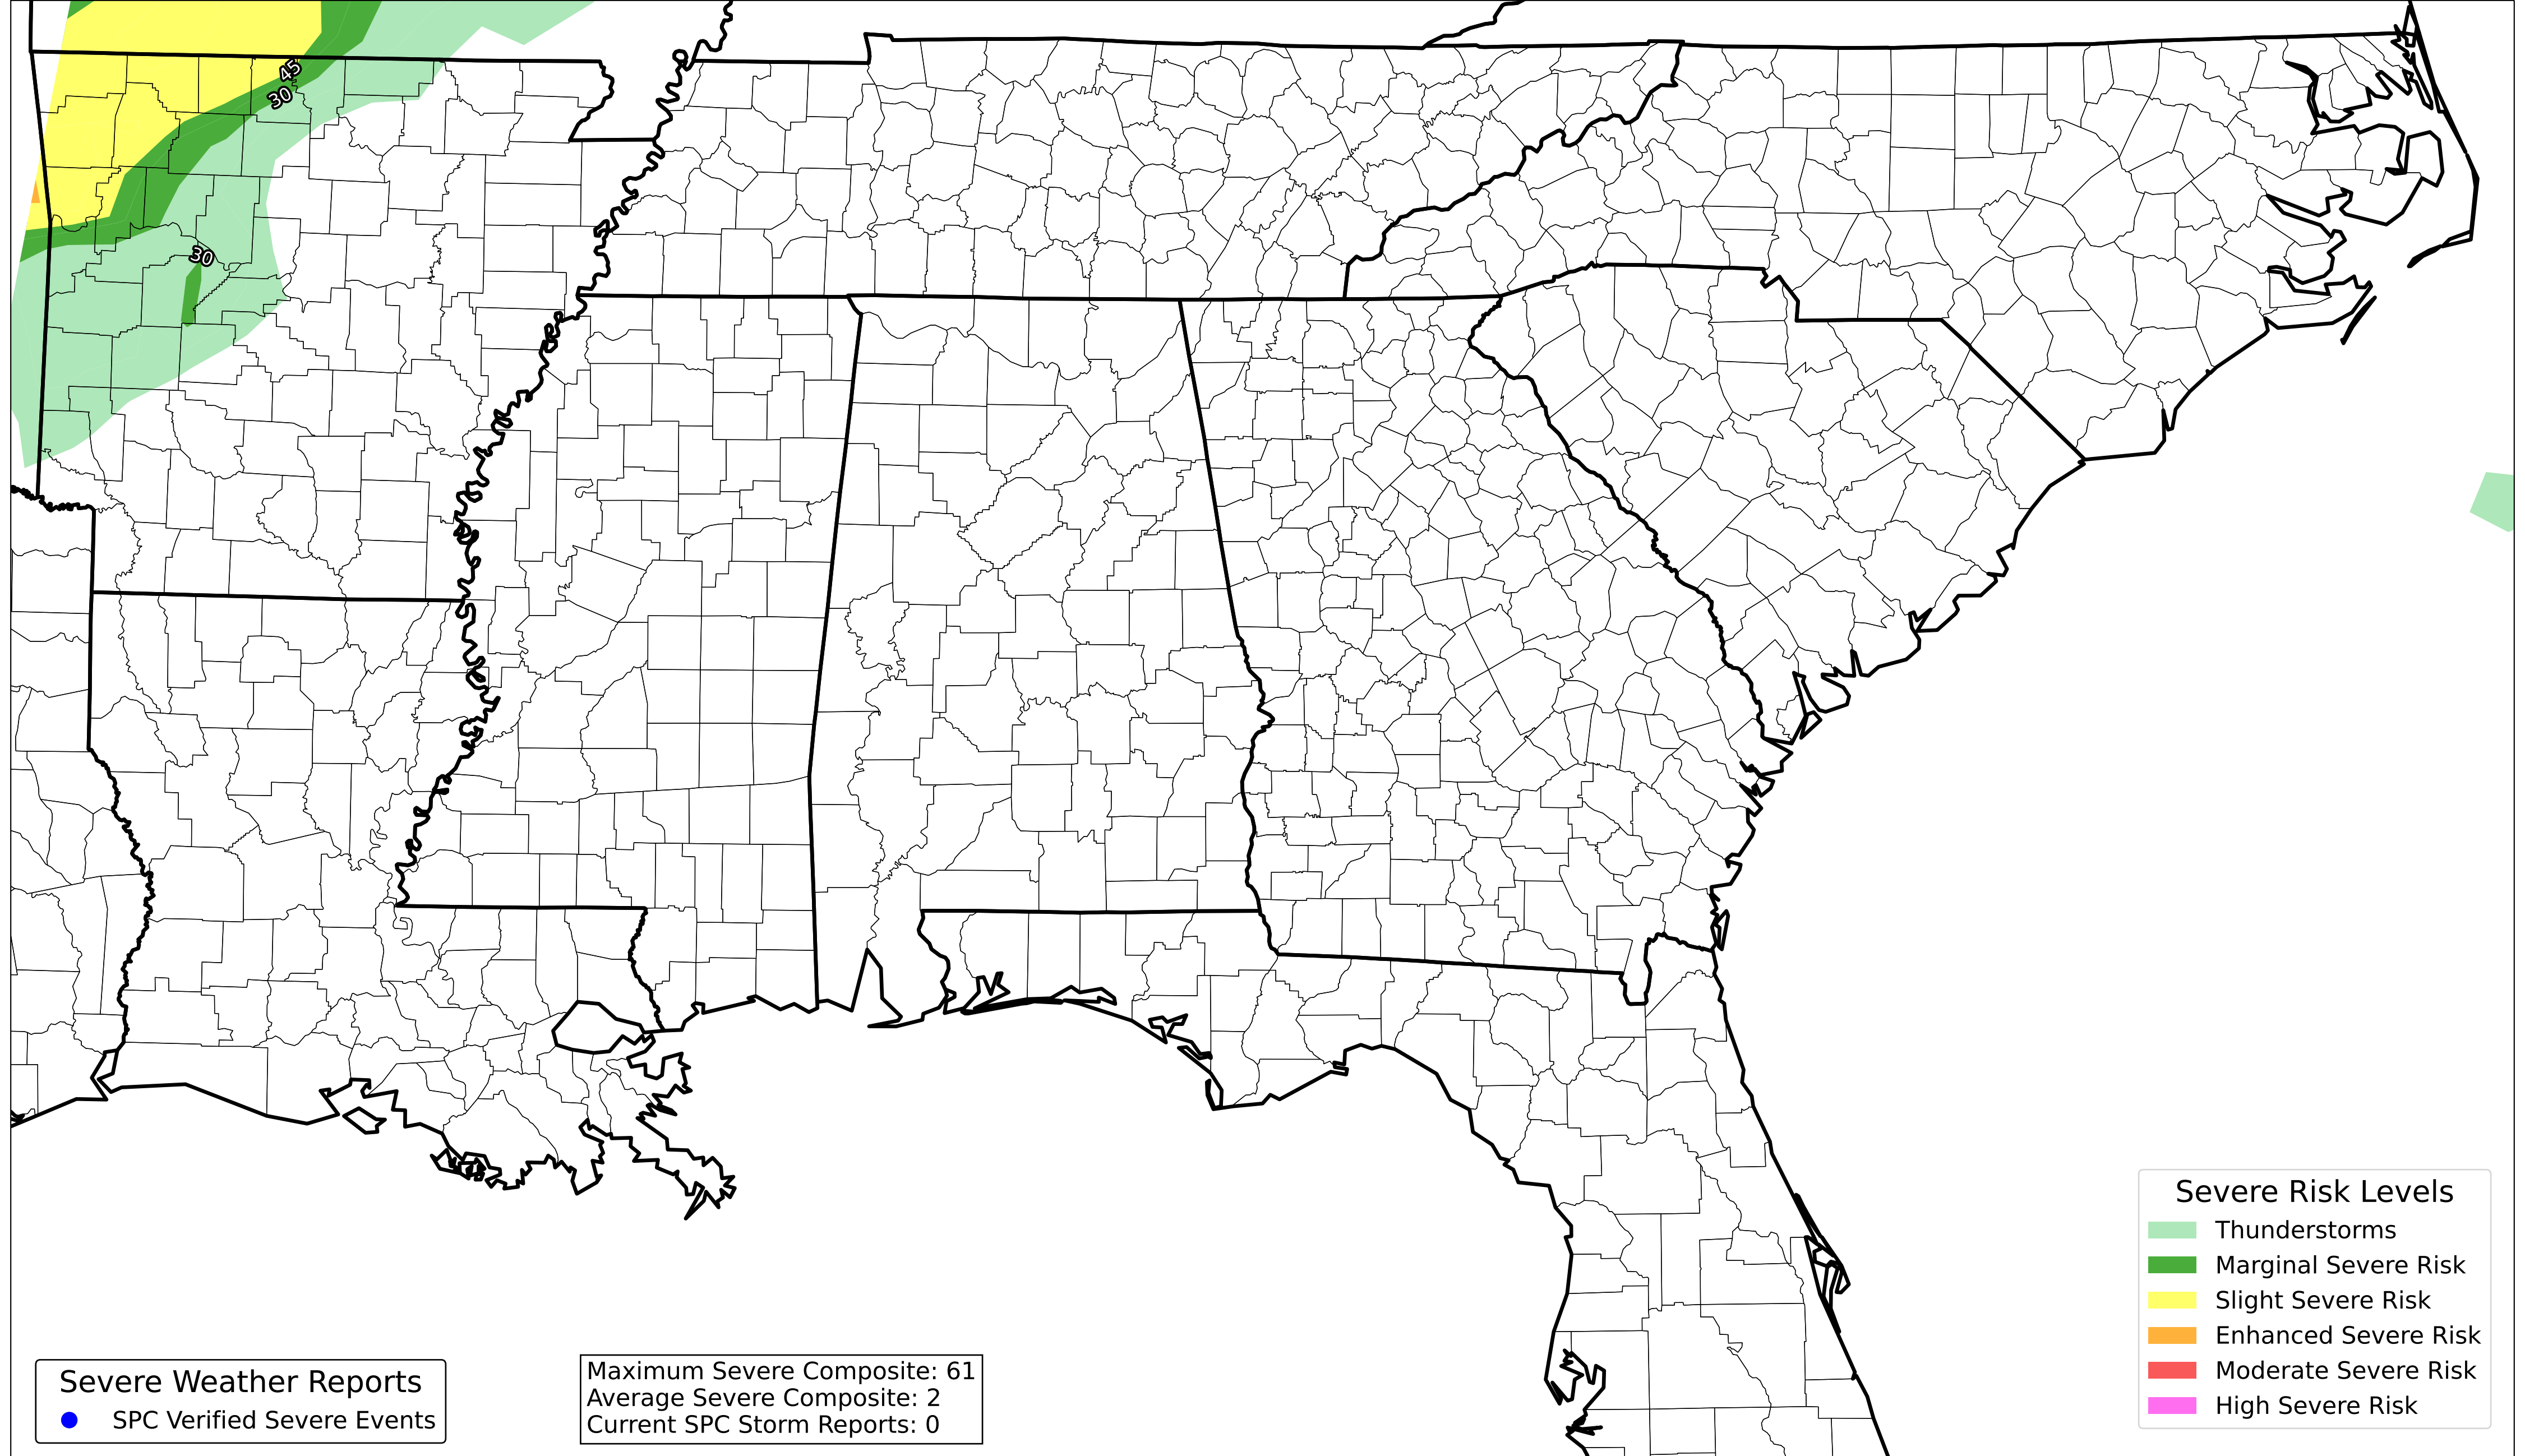 45
30
30
Severe Risk Levels
Thunderstorms
Marginal Severe Risk
Slight Severe Risk
Enhanced Severe Risk
Moderate Severe Risk
High Severe Risk
Severe Weather Reports
SPC Verified Severe Events
Maximum Severe Composite: 61
Average Severe Composite: 2
Current SPC Storm Reports: 0